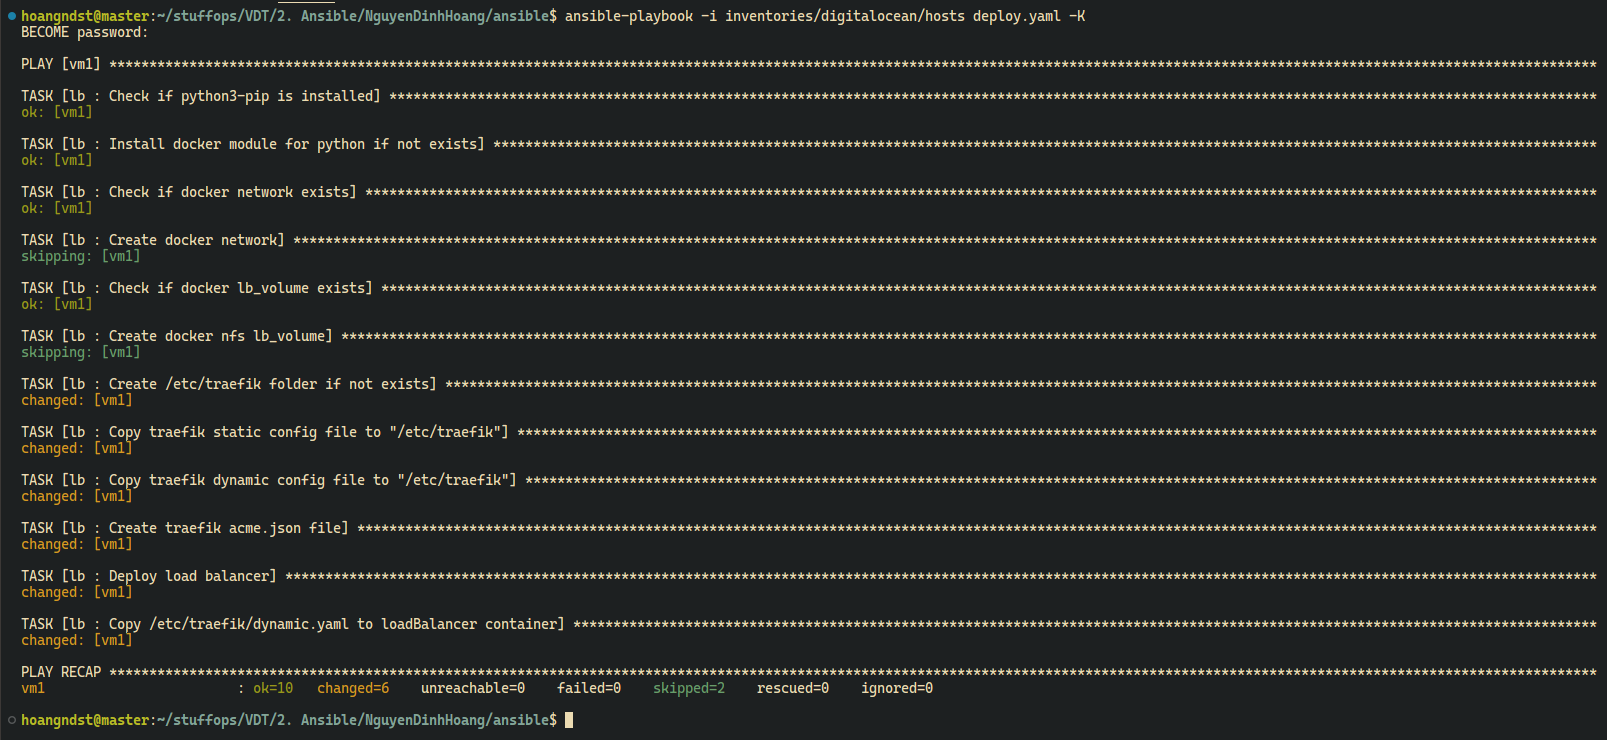 hoangndst@master:~/stuffops/VDT/2. Ansible/NguyenDinhHoang/ansible$ ansible-playbook -i inventories/digitalocean/hosts deploy.yaml -K
BECOME password:
PLAY [vm1] ****************************************************************************************************************************************************************************************
TASK [lb : Check if python3-pip is installed] *******************************************************************************************************************************************************
ok: [vm1]
TASK [lb : Install docker module for python if not exists] ******************************************************************************************************************************************
ok: [vm1]
TASK [lb : Check if docker network exists] **********************************************************************************************************************************************************
ok: [vm1]
TASK [lb : Create docker network] *******************************************************************************************************************************************************************
skipping: [vm1]
TASK [lb : Check if docker lb_volume exists] ********************************************************************************************************************************************************
ok: [vm1]
TASK [lb : Create docker nfs lb_volume] *************************************************************************************************************************************************************
skipping: [vm1]
TASK [lb : Create /etc/traefik folder if not exists] ************************************************************************************************************************************************
changed: [vm1]
TASK [lb : Copy traefik static config file to "/etc/traefik"] ***************************************************************************************************************************************
changed: [vm1]
TASK [lb : Copy traefik dynamic config file to "/etc/traefik"] **************************************************************************************************************************************
changed: [vm1]
TASK [lb : Create traefik acme.json file] ***********************************************************************************************************************************************************
changed: [vm1]
TASK [lb : Deploy load balancer] ********************************************************************************************************************************************************************
changed: [vm1]
TASK [lb : Copy /etc/traefik/dynamic.yaml to loadBalancer container] ********************************************************************************************************************************
changed: [vm1]
PLAY RECAP ******************************************************************************************************************************************************************************************
vm1 : ok=10 changed=6 unreachable=0 failed=0 skipped=2 rescued=0 ignored=0
hoangndst@master:~/stuffops/VDT/2. Ansible/NguyenDinhHoang/ansible$